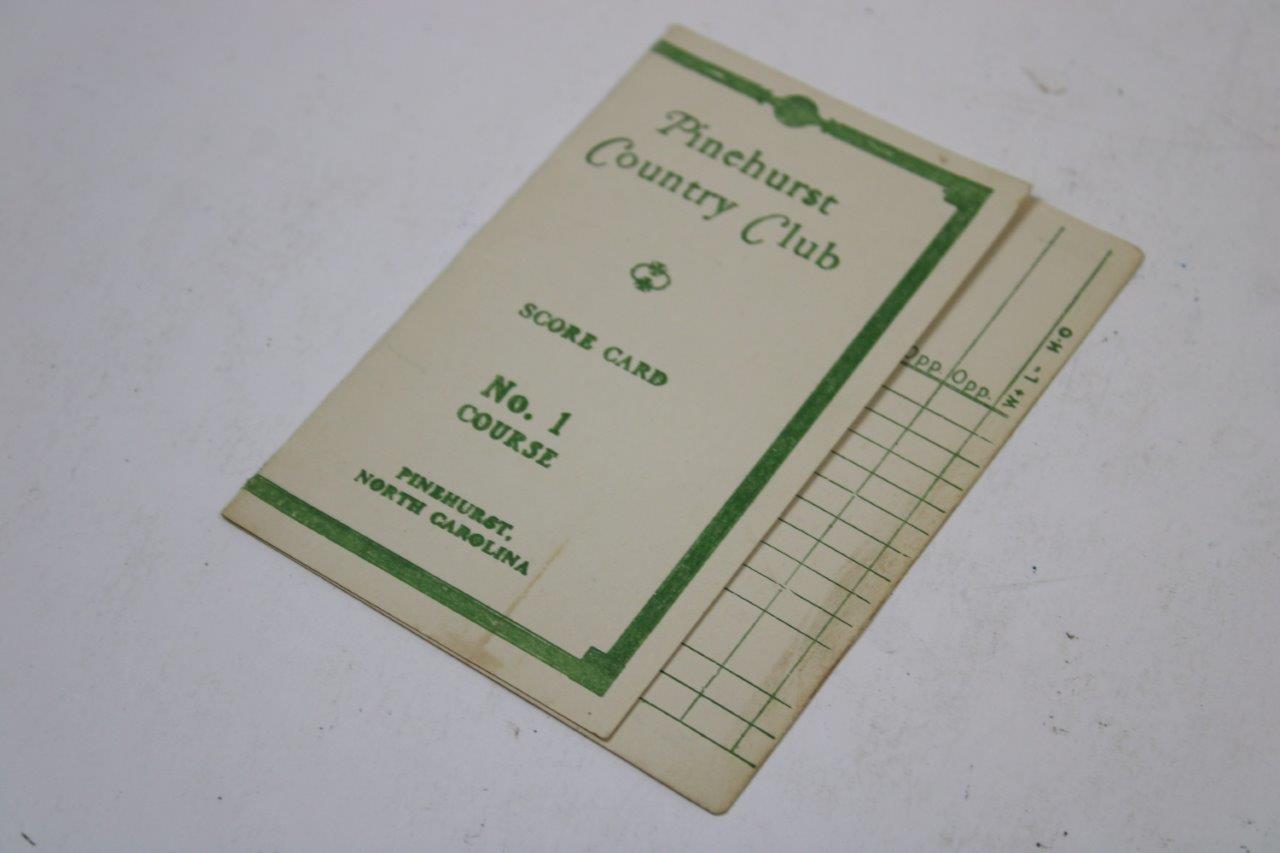 Pinehurst
Country Club
SCORE CARD
No. 1
COURSE
PINEHURST,
NORTH CAROLINA
Opp. Opp.
W+ L- H-O